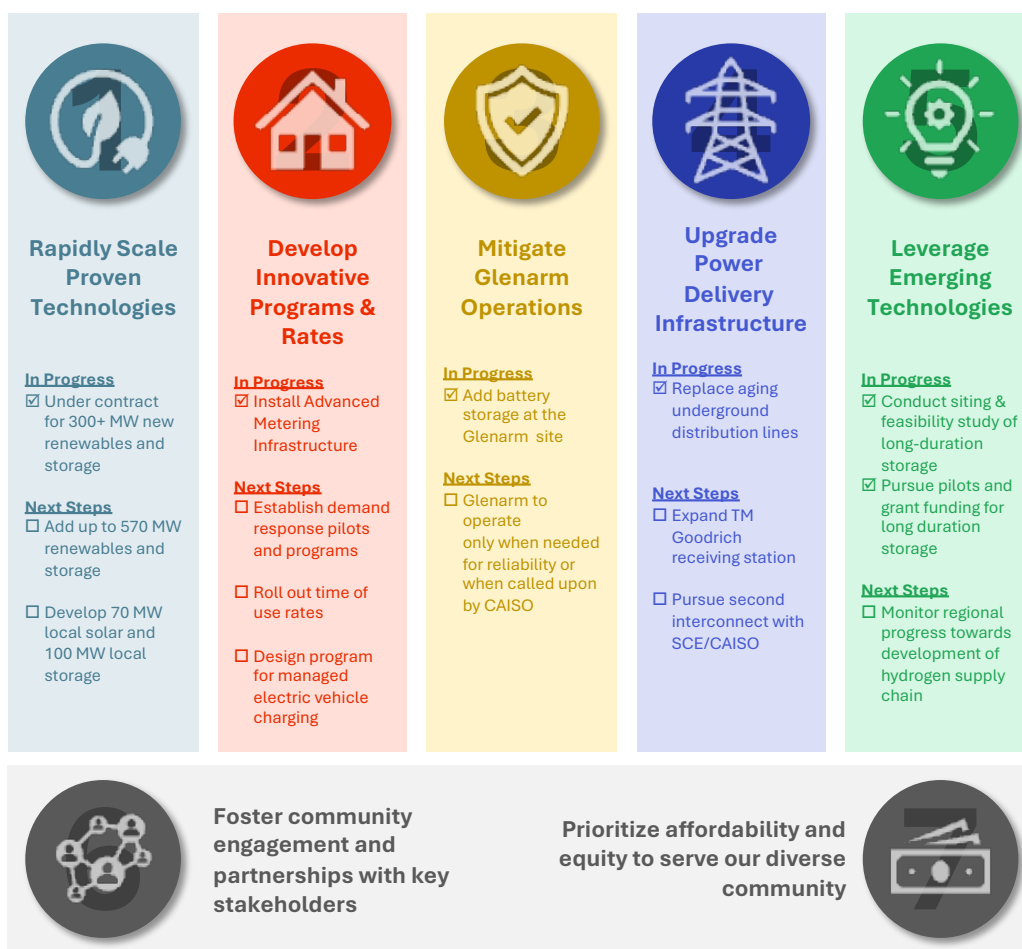 1
Rapidly Scale
Proven
Technologies
In Progress
☑ Under contract
for 300+ MW new
renewables and
storage
Next Steps
☐ Add up to 570 MW
renewables and
storage
☐ Develop 70 MW
local solar and
100 MW local
storage
2
Develop
Innovative
Programs &
Rates
In Progress
☑ Install Advanced
Metering
Infrastructure
Next Steps
☐ Establish demand
response pilots
and programs
☐ Roll out time of
use rates
☐ Design program
for managed
electric vehicle
charging
3
Mitigate
Glenarm
Operations
In Progress
☑ Add battery
storage at the
Glenarm site
Next Steps
☐ Glenarm to
operate
only when needed
for reliability or
when called upon
by CAISO
4
Upgrade
Power
Delivery
Infrastructure
In Progress
☑ Replace aging
underground
distribution lines
Next Steps
☐ Expand TM
Goodrich
receiving station
☐ Pursue second
interconnect with
SCE/CAISO
5
Leverage
Emerging
Technologies
In Progress
☑ Conduct siting &
feasibility study of
long-duration
storage
☑ Pursue pilots and
grant funding for
long duration
storage
Next Steps
☐ Monitor regional
progress towards
development of
hydrogen supply
chain
6
Foster community
engagement and
partnerships with key
stakeholders
Prioritize affordability and
equity to serve our diverse
community
7